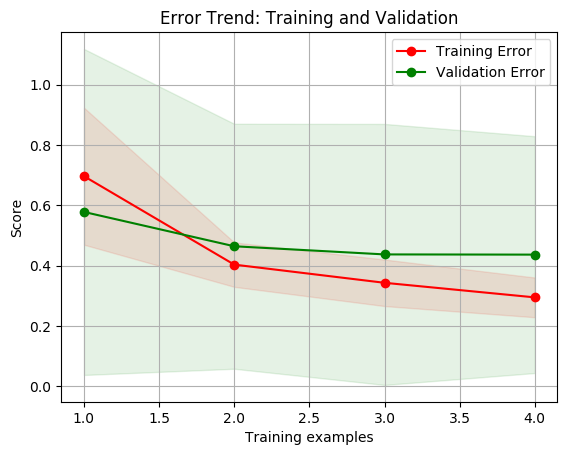 Error Trend: Training and Validation
Training Error
Validation Error
1.0
0.8
0.6
0.4
0.2
0.0
Score
1.0 1.5 2.0 2.5 3.0 3.5 4.0
Training examples